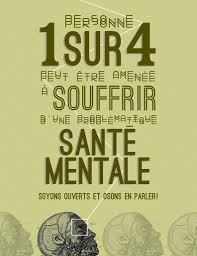 PERSONNE
1 SUR 4
PEUT ÊTRE AMENÉE
À SOUFFRIR
D'UNE PROBLÉMATIQUE
SANTÉ
MENTALE
SOYONS OUVERTS ET OSONS EN PARLER!